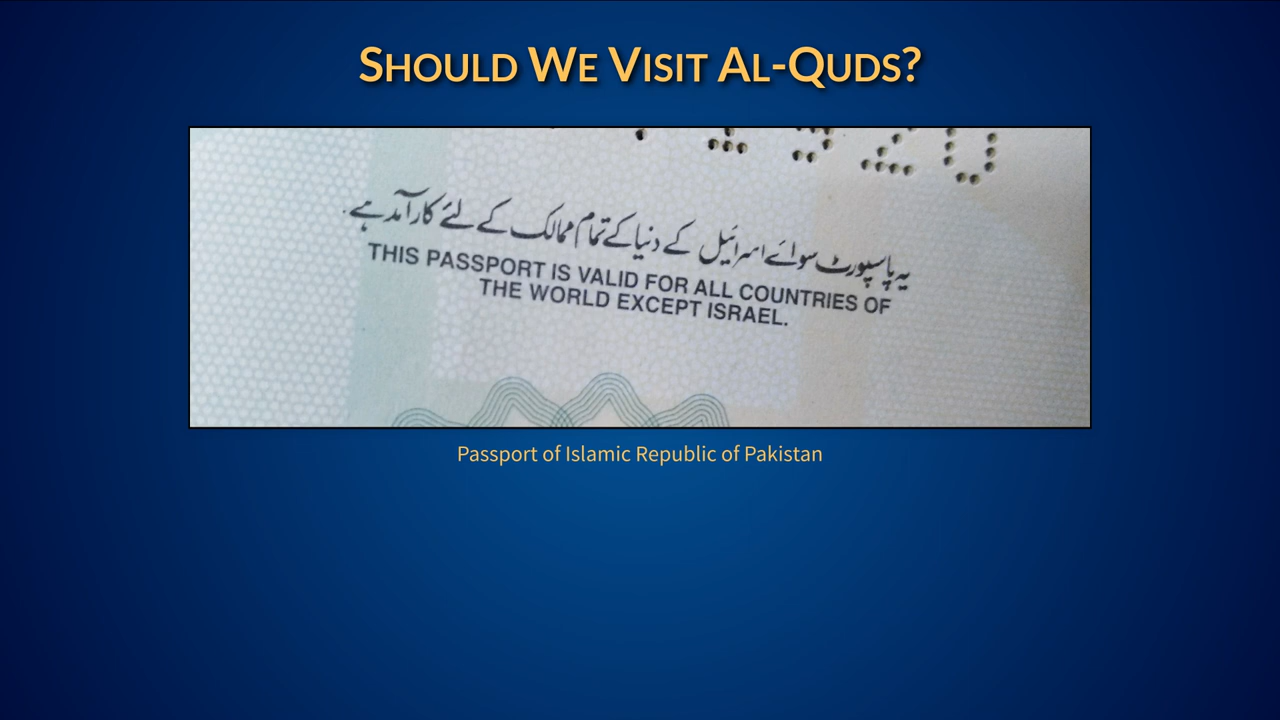 Should We Visit Al-Quds?
1920
یہ پاسپورٹ سوائے اسرائیل کے دنیا کے تمام ممالک کے لئے کارآمد ہے۔
THIS PASSPORT IS VALID FOR ALL COUNTRIES OF
THE WORLD EXCEPT ISRAEL.
Passport of Islamic Republic of Pakistan